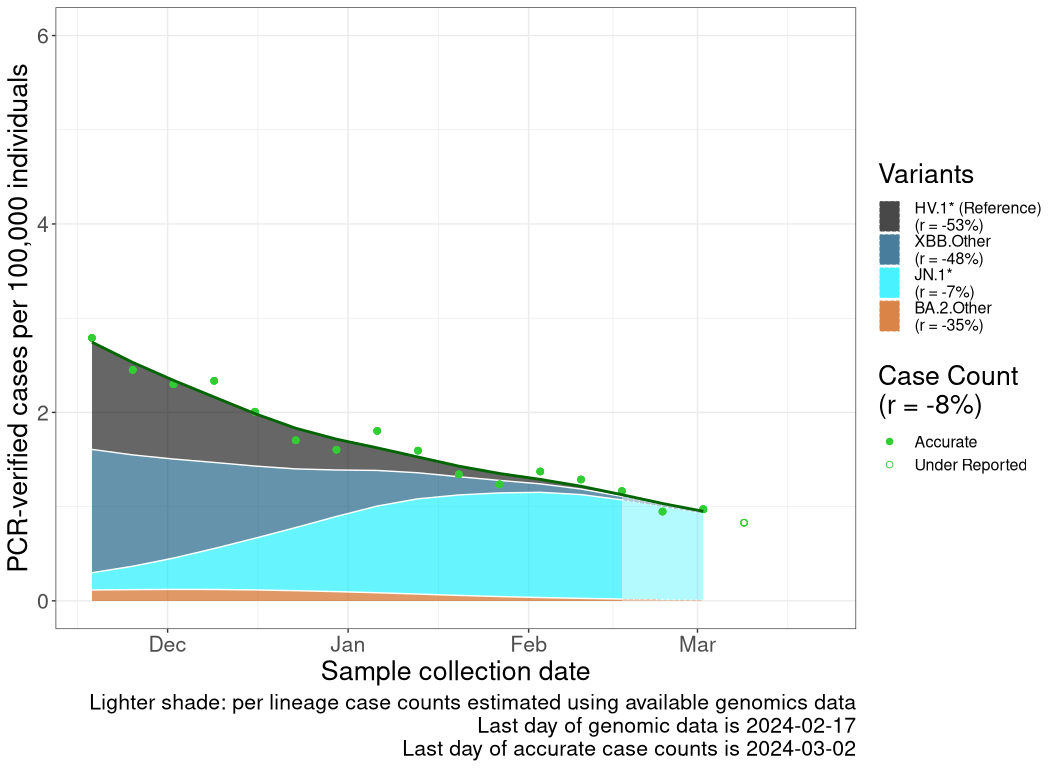 6
4
2
0
PCR-verified cases per 100,000 individuals
Dec
Jan
Feb
Mar
Sample collection date
Variants
HV.1* (Reference)
(r = -53%)
XBB.Other
(r = -48%)
JN.1*
(r = -7%)
BA.2.Other
(r = -35%)
Case Count
(r = -8%)
Accurate
Under Reported
Lighter shade: per lineage case counts estimated using available genomics data
Last day of genomic data is 2024-02-17
Last day of accurate case counts is 2024-03-02